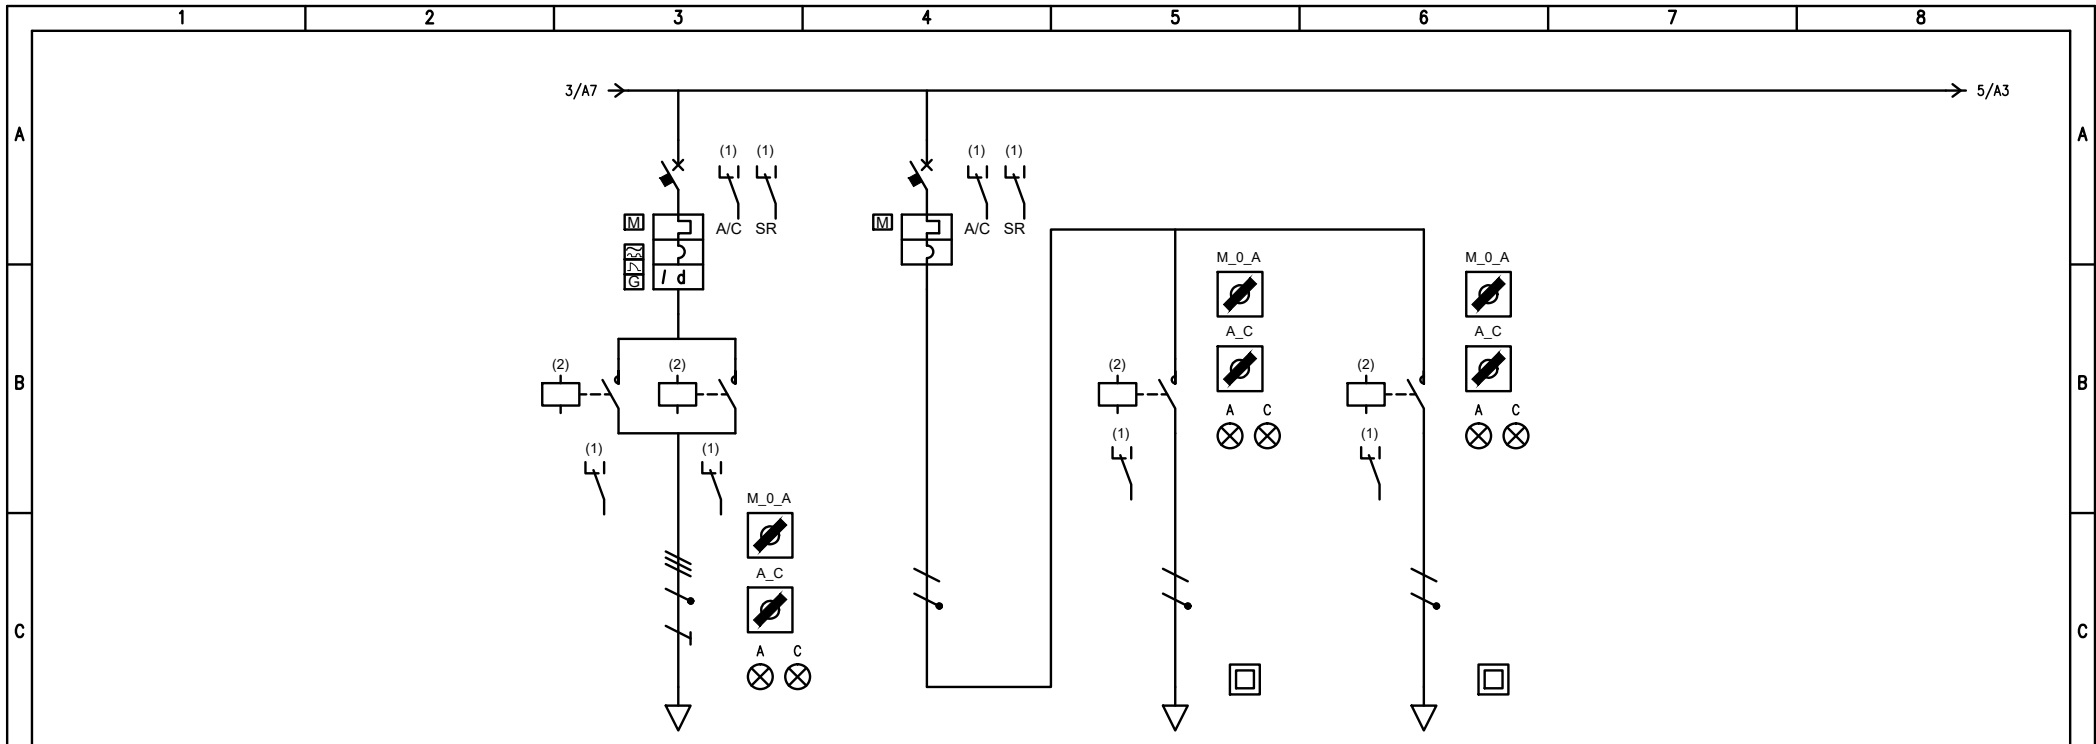 1 2 3 4 5 6 7 8
3/A7 5/A3
A A
(1) (1) (1) (1)
M A/C SR M A/C SR
M_0_A M_0_A
G I d
A_C A_C
B (2) (2) (2) (2) B
A C A C
(1) (1) (1) (1)
M_0_A
A_C
C C
A C